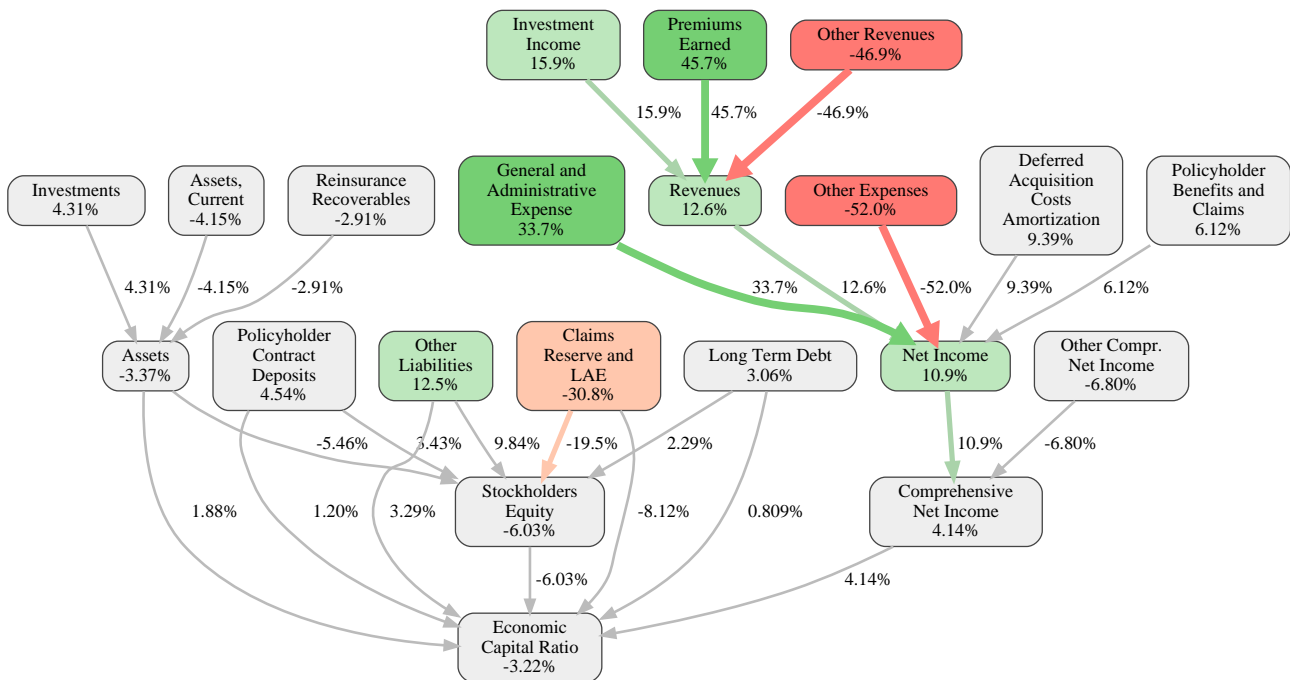 Investment
Income
15.9%
Premiums
Earned
45.7%
Other Revenues
-46.9%
15.9%
45.7%
-46.9%
Investments
4.31%
Assets,
Current
-4.15%
Reinsurance
Recoverables
-2.91%
General and
Administrative
Expense
33.7%
Revenues
12.6%
Other Expenses
-52.0%
Deferred
Acquisition
Costs
Amortization
9.39%
Policyholder
Benefits and
Claims
6.12%
4.31%
-4.15%
-2.91%
33.7%
12.6%
-52.0%
9.39%
6.12%
Assets
-3.37%
Policyholder
Contract
Deposits
4.54%
Other
Liabilities
12.5%
Claims
Reserve and
LAE
-30.8%
Long Term Debt
3.06%
Net Income
10.9%
Other Compr.
Net Income
-6.80%
-5.46%
3.43%
9.84%
-19.5%
2.29%
10.9%
-6.80%
1.88%
1.20%
3.29%
Stockholders
Equity
-6.03%
-8.12%
0.809%
Comprehensive
Net Income
4.14%
-6.03%
4.14%
Economic
Capital Ratio
-3.22%